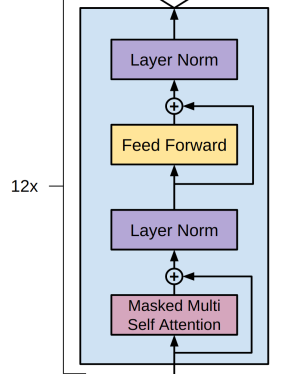 Layer Norm
Feed Forward
12x
Layer Norm
Masked Multi
Self Attention